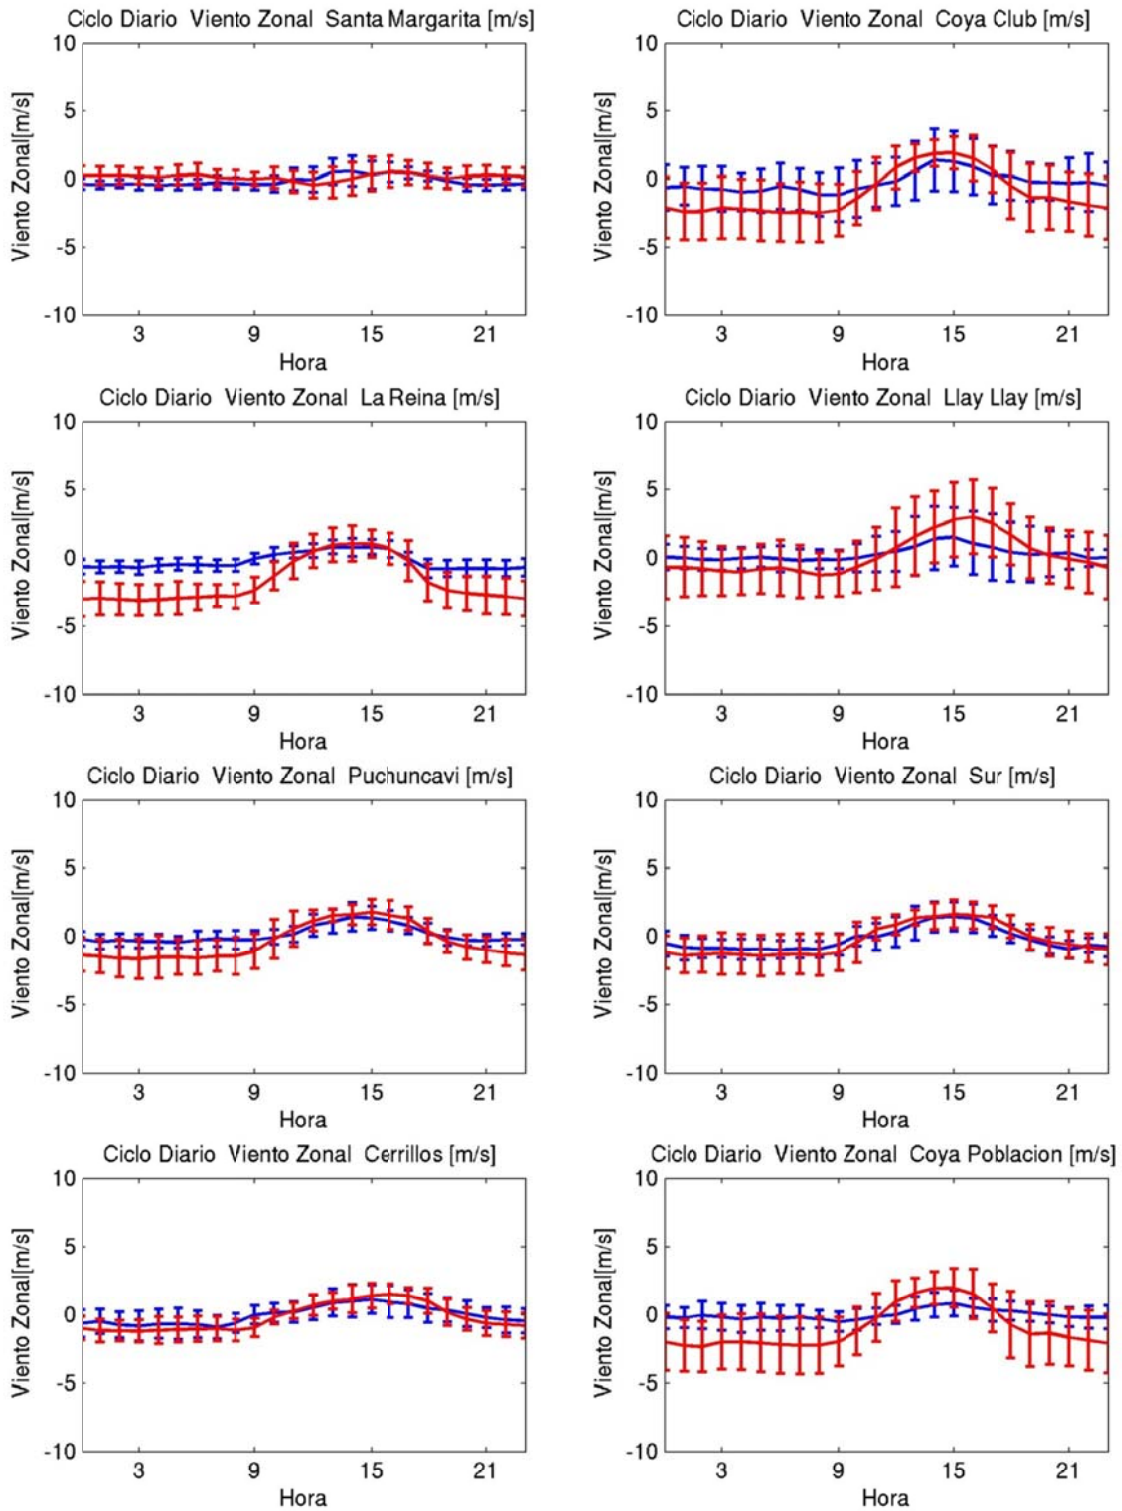 Ciclo Diario Viento Zonal Santa Margarita [m/s]
10
5
0
-5
-10
Viento Zonal[m/s]
3 9 15 21
Hora
Ciclo Diario Viento Zonal Coya Club [m/s]
10
5
0
-5
-10
Viento Zonal[m/s]
3 9 15 21
Hora
Ciclo Diario Viento Zonal La Reina [m/s]
10
5
0
-5
-10
Viento Zonal[m/s]
3 9 15 21
Hora
Ciclo Diario Viento Zonal Llay Llay [m/s]
10
5
0
-5
-10
Viento Zonal[m/s]
3 9 15 21
Hora
Ciclo Diario Viento Zonal Puchuncavi [m/s]
10
5
0
-5
-10
Viento Zonal[m/s]
3 9 15 21
Hora
Ciclo Diario Viento Zonal Sur [m/s]
10
5
0
-5
-10
Viento Zonal[m/s]
3 9 15 21
Hora
Ciclo Diario Viento Zonal Cerrillos [m/s]
10
5
0
-5
-10
Viento Zonal[m/s]
3 9 15 21
Hora
Ciclo Diario Viento Zonal Coya Poblacion [m/s]
10
5
0
-5
-10
Viento Zonal[m/s]
3 9 15 21
Hora